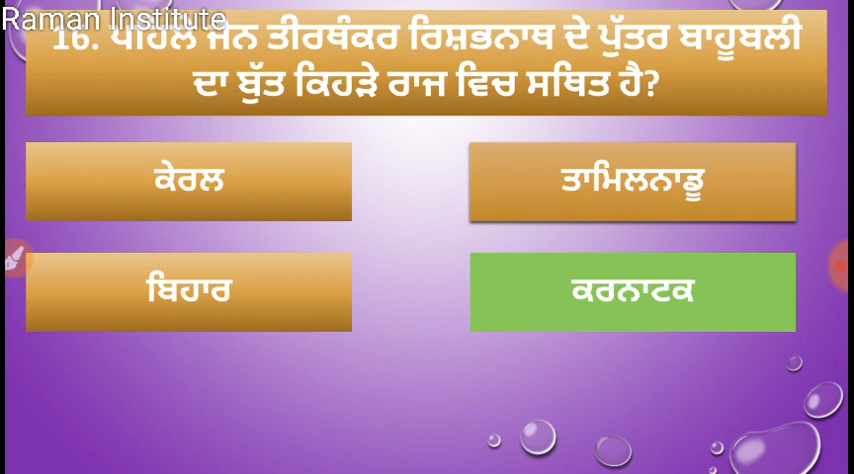 Raman Institute
16. ਪਹਿਲੇ ਜੈਨ ਤੀਰਥੰਕਰ ਰਿਸ਼ਭਨਾਥ ਦੇ ਪੁੱਤਰ ਬਾਹੂਬਲੀ
ਦਾ ਬੁੱਤ ਕਿਹੜੇ ਰਾਜ ਵਿਚ ਸਥਿਤ ਹੈ?
ਕੇਰਲ
ਤਾਮਿਲਨਾਡੂ
ਬਿਹਾਰ
ਕਰਨਾਟਕ